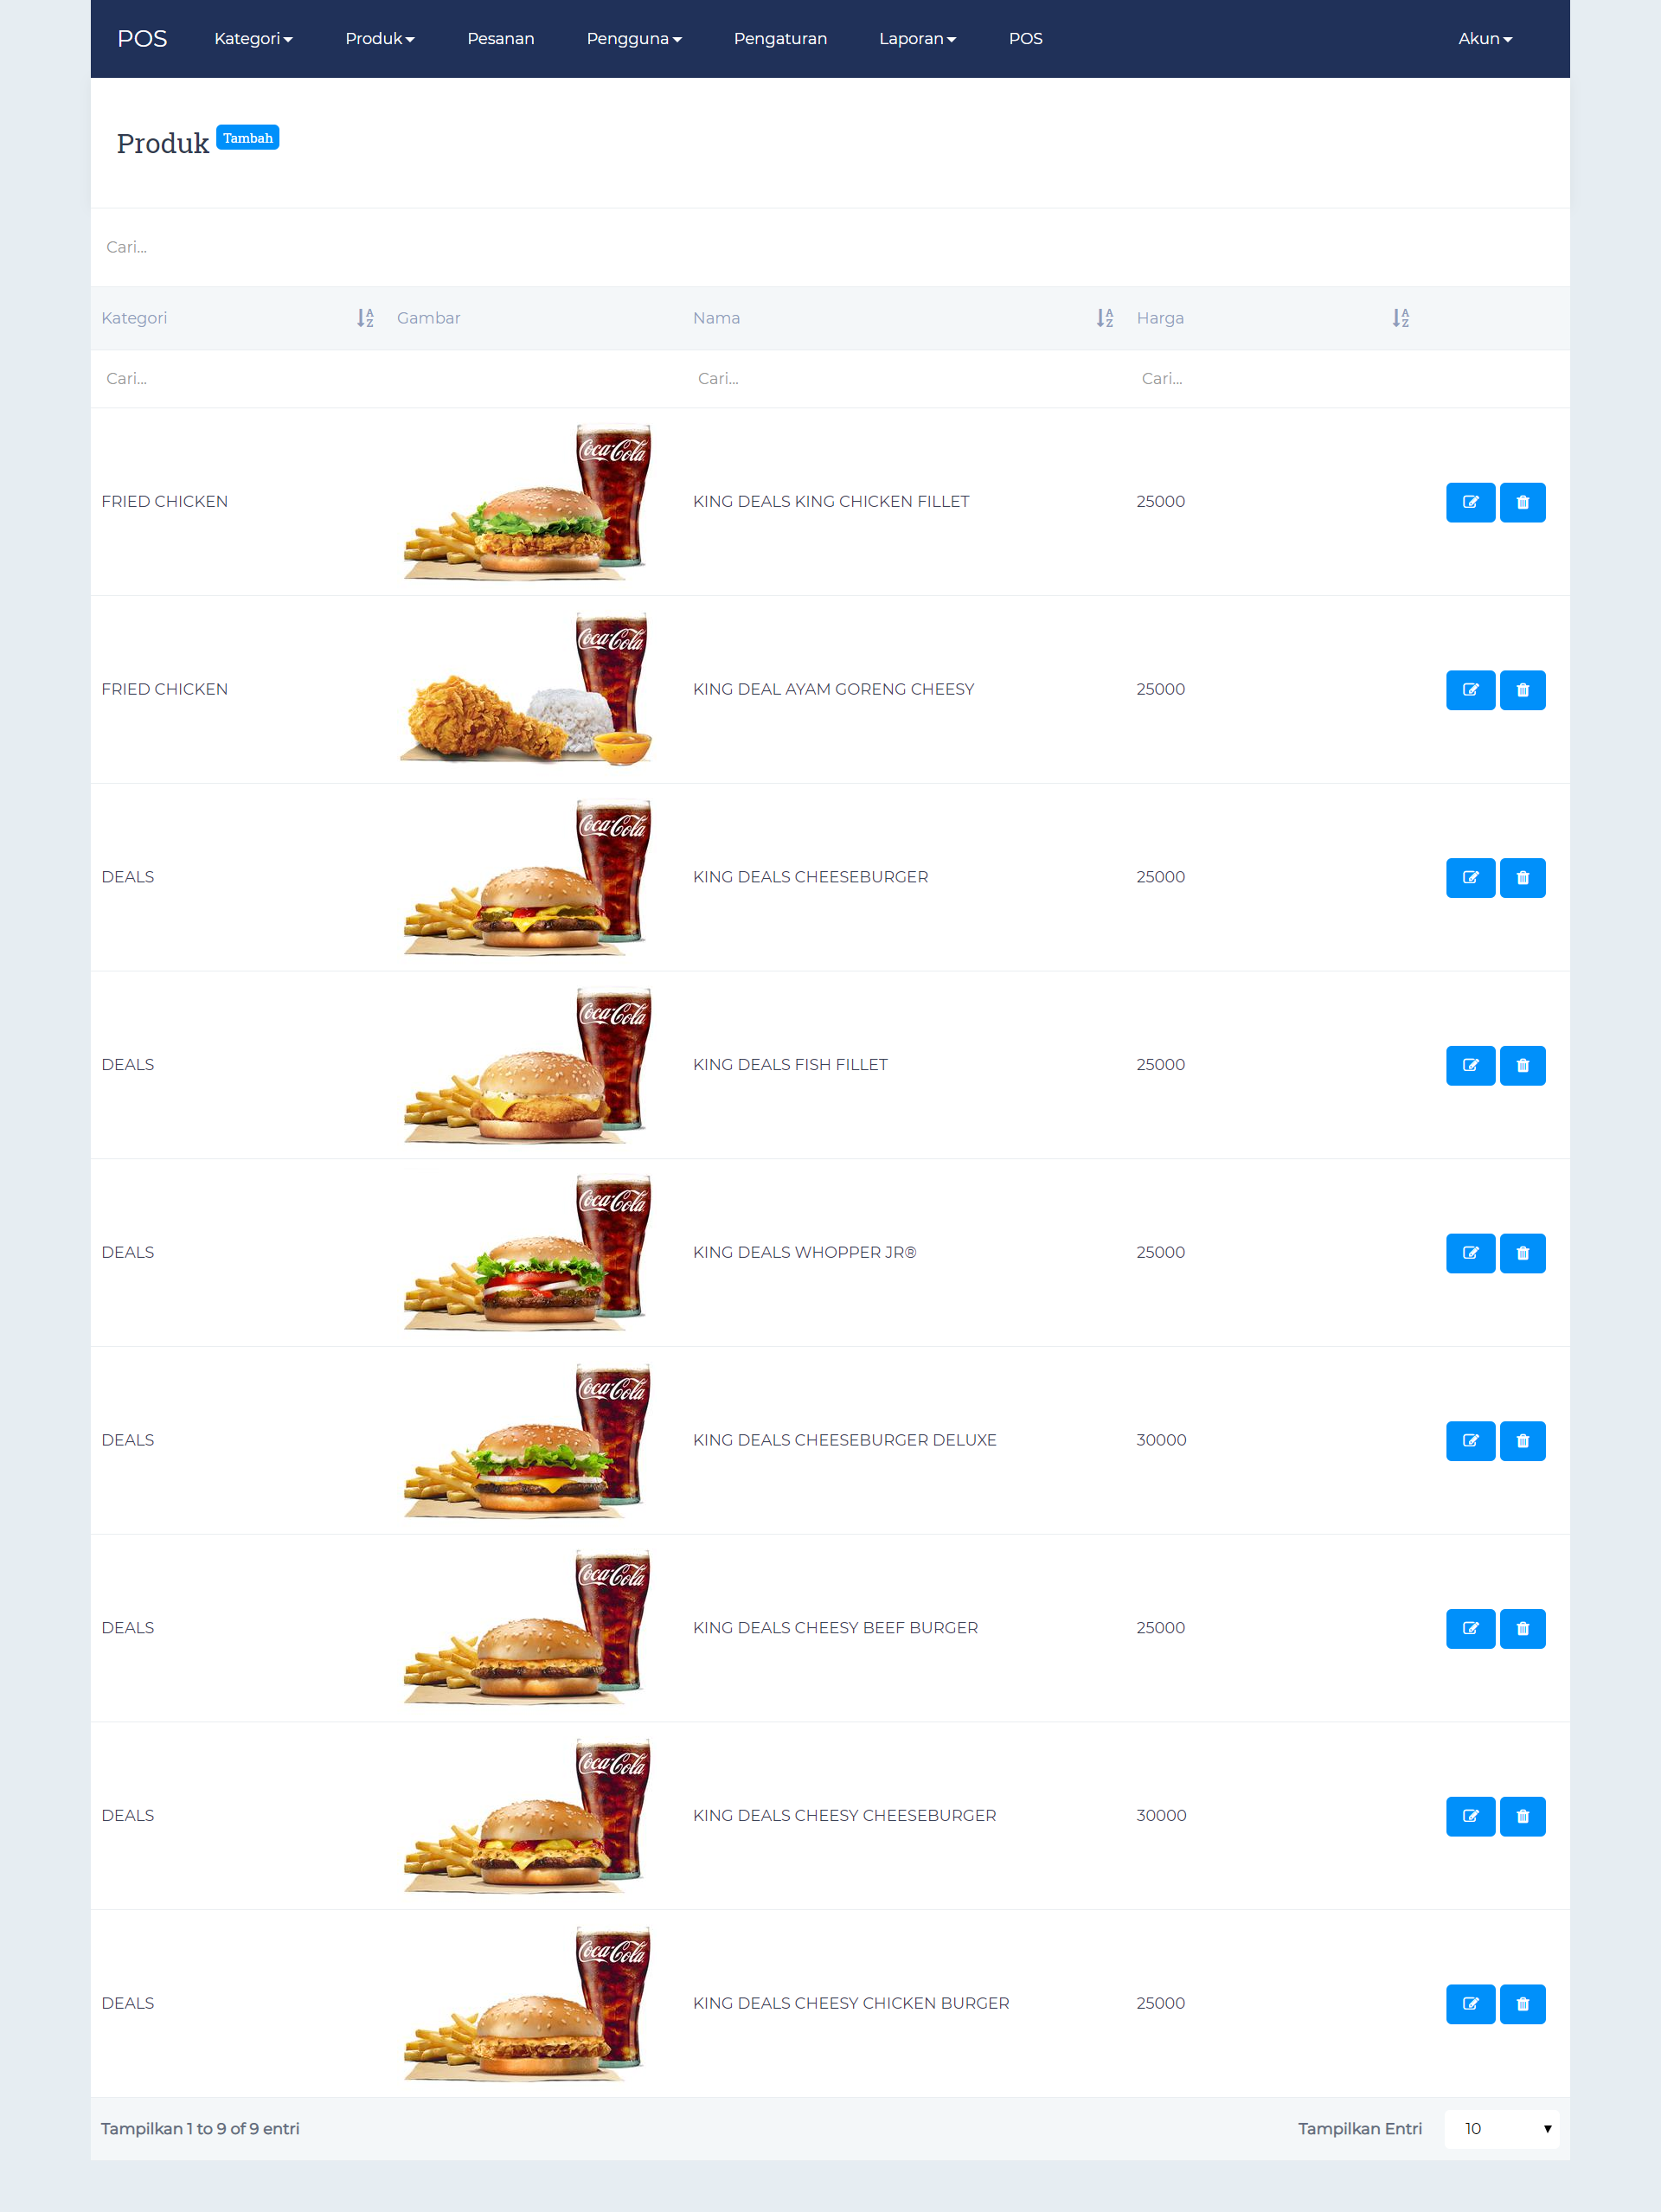 POS Kategori Produk Pesanan Pengguna Pengaturan Laporan POS Akun
Produk Tambah
Cari...
Kategori Gambar Nama Harga
Cari... Cari... Cari...
Coca-Cola
FRIED CHICKEN KING DEALS KING CHICKEN FILLET 25000
Coca-Cola
FRIED CHICKEN KING DEAL AYAM GORENG CHEESY 25000
Coca-Cola
DEALS KING DEALS CHEESEBURGER 25000
Coca-Cola
DEALS KING DEALS FISH FILLET 25000
Coca-Cola
DEALS KING DEALS WHOPPER JR® 25000
Coca-Cola
DEALS KING DEALS CHEESEBURGER DELUXE 30000
Coca-Cola
DEALS KING DEALS CHEESY BEEF BURGER 25000
Coca-Cola
DEALS KING DEALS CHEESY CHEESEBURGER 30000
Coca-Cola
DEALS KING DEALS CHEESY CHICKEN BURGER 25000
Tampilkan 1 to 9 of 9 entri Tampilkan Entri 10